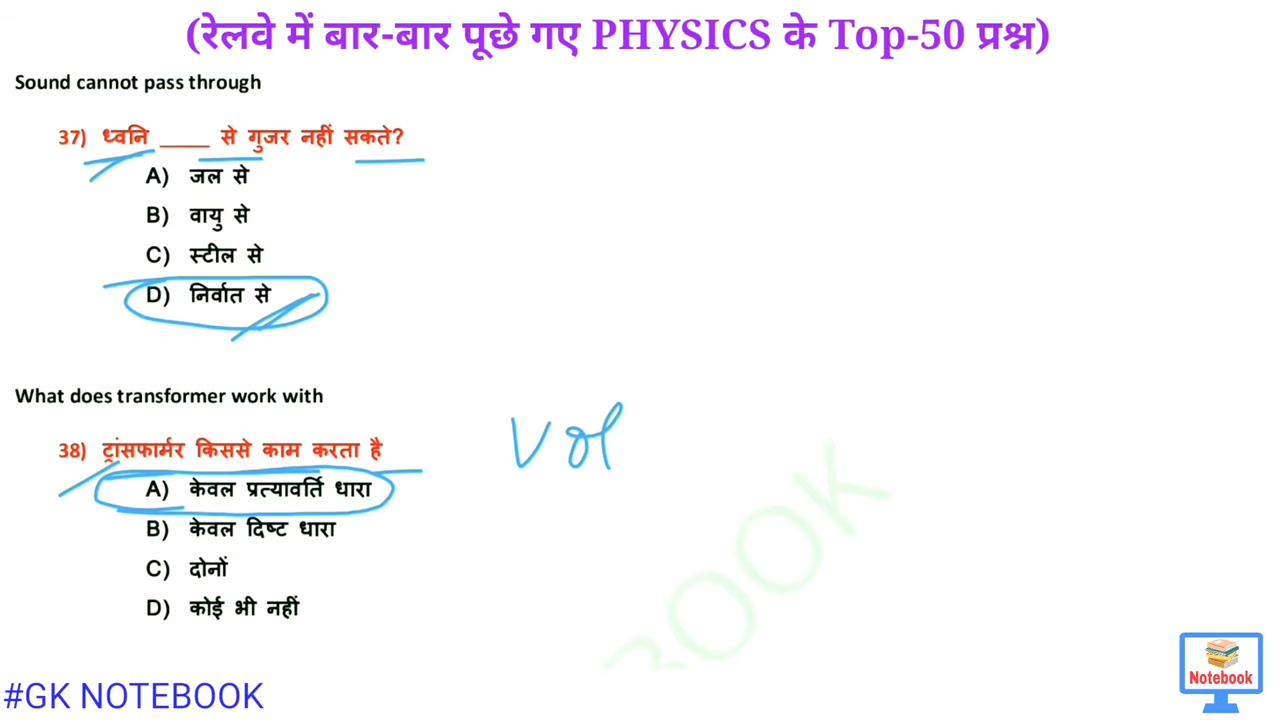 (रेलवे में बार-बार पूछे गए PHYSICS के Top-50 प्रश्न)
Sound cannot pass through
37) ध्वनि _____ से गुजर नहीं सकते?
A) जल से
B) वायु से
C) स्टील से
D) निर्वात से
What does transformer work with
38) ट्रांसफार्मर किससे काम करता है
A) केवल प्रत्यावर्ति धारा
B) केवल दिष्ट धारा
C) दोनों
D) कोई भी नहीं
Vol
#GK NOTEBOOK
Notebook